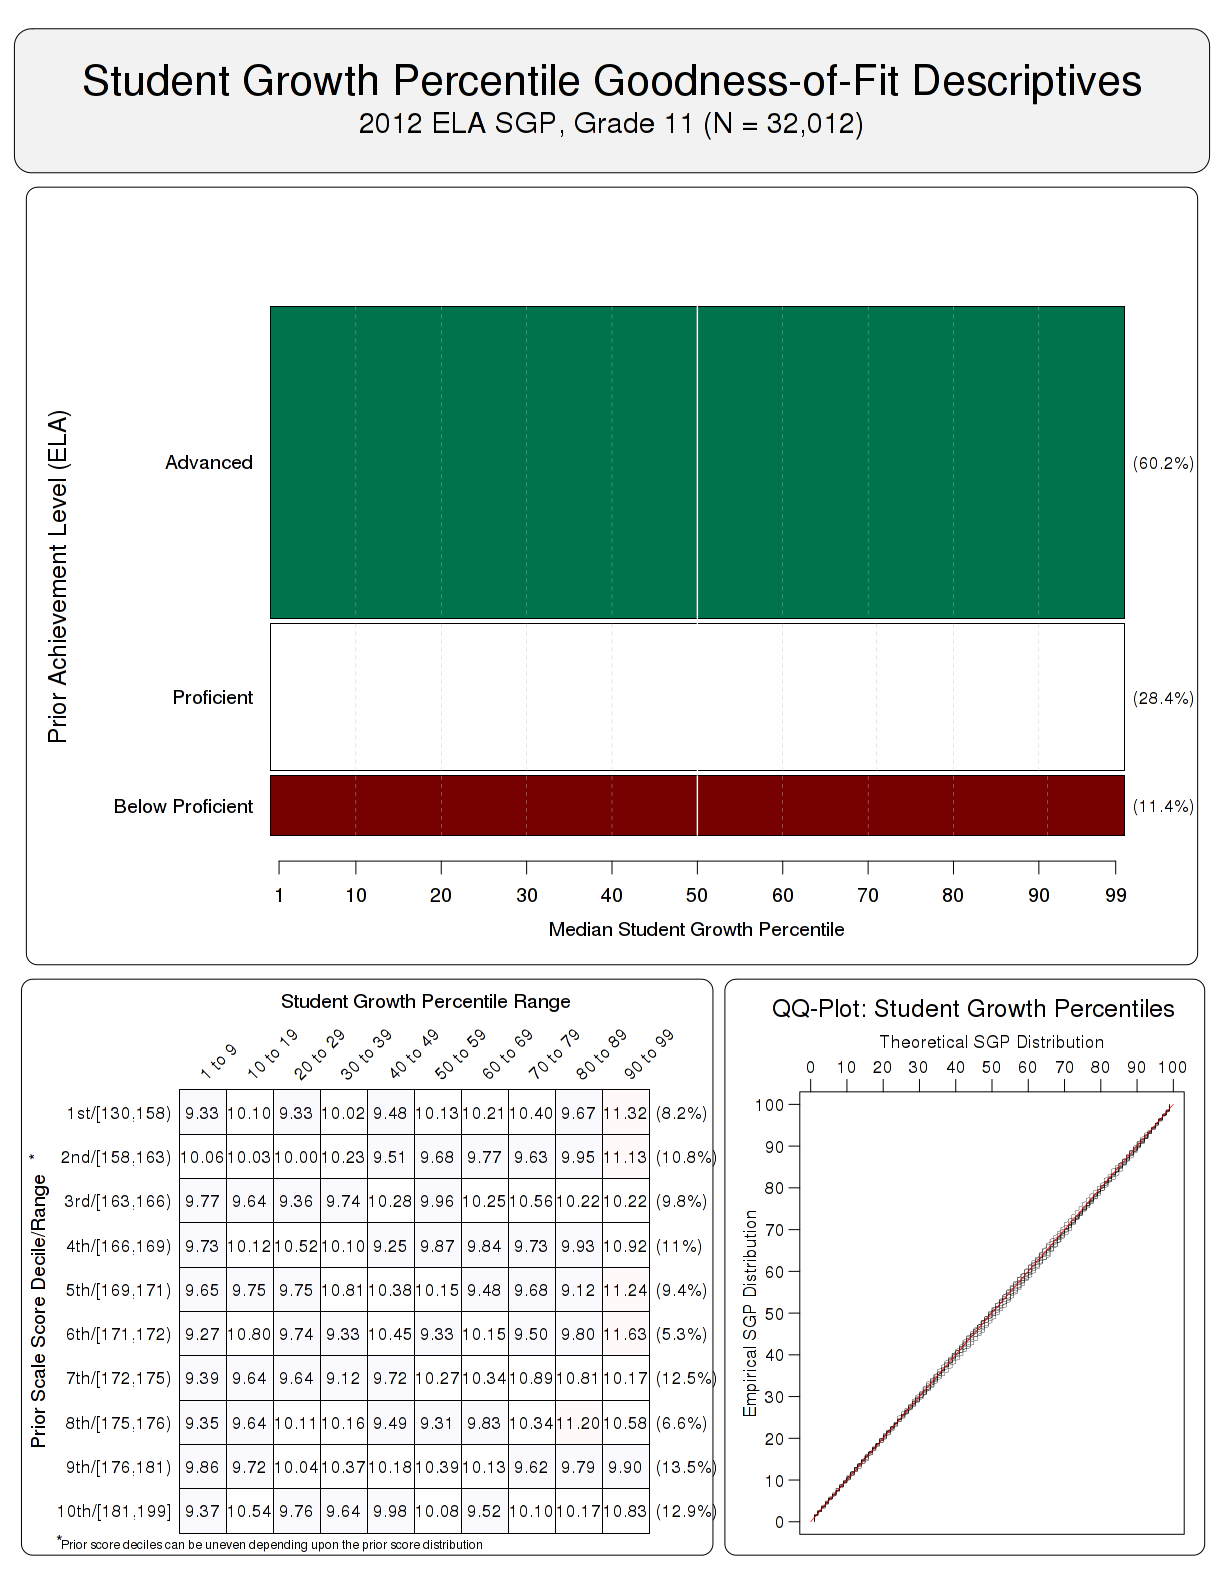 Student Growth Percentile Goodness-of-Fit Descriptives
2012 ELA SGP, Grade 11 (N = 32,012)
Prior Achievement Level (ELA)
Advanced
(60.2%)
Proficient
(28.4%)
Below Proficient
(11.4%)
1 10 20 30 40 50 60 70 80 90 99
Median Student Growth Percentile
Student Growth Percentile Range
1 to 9 10 to 19 20 to 29 30 to 39 40 to 49 50 to 59 60 to 69 70 to 79 80 to 89 90 to 99
Prior Scale Score Decile/Range *
1st/[130,158) 9.33 10.10 9.33 10.02 9.48 10.13 10.21 10.40 9.67 11.32 (8.2%)
2nd/[158,163) 10.06 10.03 10.00 10.23 9.51 9.68 9.77 9.63 9.95 11.13 (10.8%)
3rd/[163,166) 9.77 9.64 9.36 9.74 10.28 9.96 10.25 10.56 10.22 10.22 (9.8%)
4th/[166,169) 9.73 10.12 10.52 10.10 9.25 9.87 9.84 9.73 9.93 10.92 (11%)
5th/[169,171) 9.65 9.75 9.75 10.81 10.38 10.15 9.48 9.68 9.12 11.24 (9.4%)
6th/[171,172) 9.27 10.80 9.74 9.33 10.45 9.33 10.15 9.50 9.80 11.63 (5.3%)
7th/[172,175) 9.39 9.64 9.64 9.12 9.72 10.27 10.34 10.89 10.81 10.17 (12.5%)
8th/[175,176) 9.35 9.64 10.11 10.16 9.49 9.31 9.83 10.34 11.20 10.58 (6.6%)
9th/[176,181) 9.86 9.72 10.04 10.37 10.18 10.39 10.13 9.62 9.79 9.90 (13.5%)
10th/[181,199] 9.37 10.54 9.76 9.64 9.98 10.08 9.52 10.10 10.17 10.83 (12.9%)
*Prior score deciles can be uneven depending upon the prior score distribution
QQ-Plot: Student Growth Percentiles
Theoretical SGP Distribution
0 10 20 30 40 50 60 70 80 90 100
Empirical SGP Distribution
100
90
80
70
60
50
40
30
20
10
0